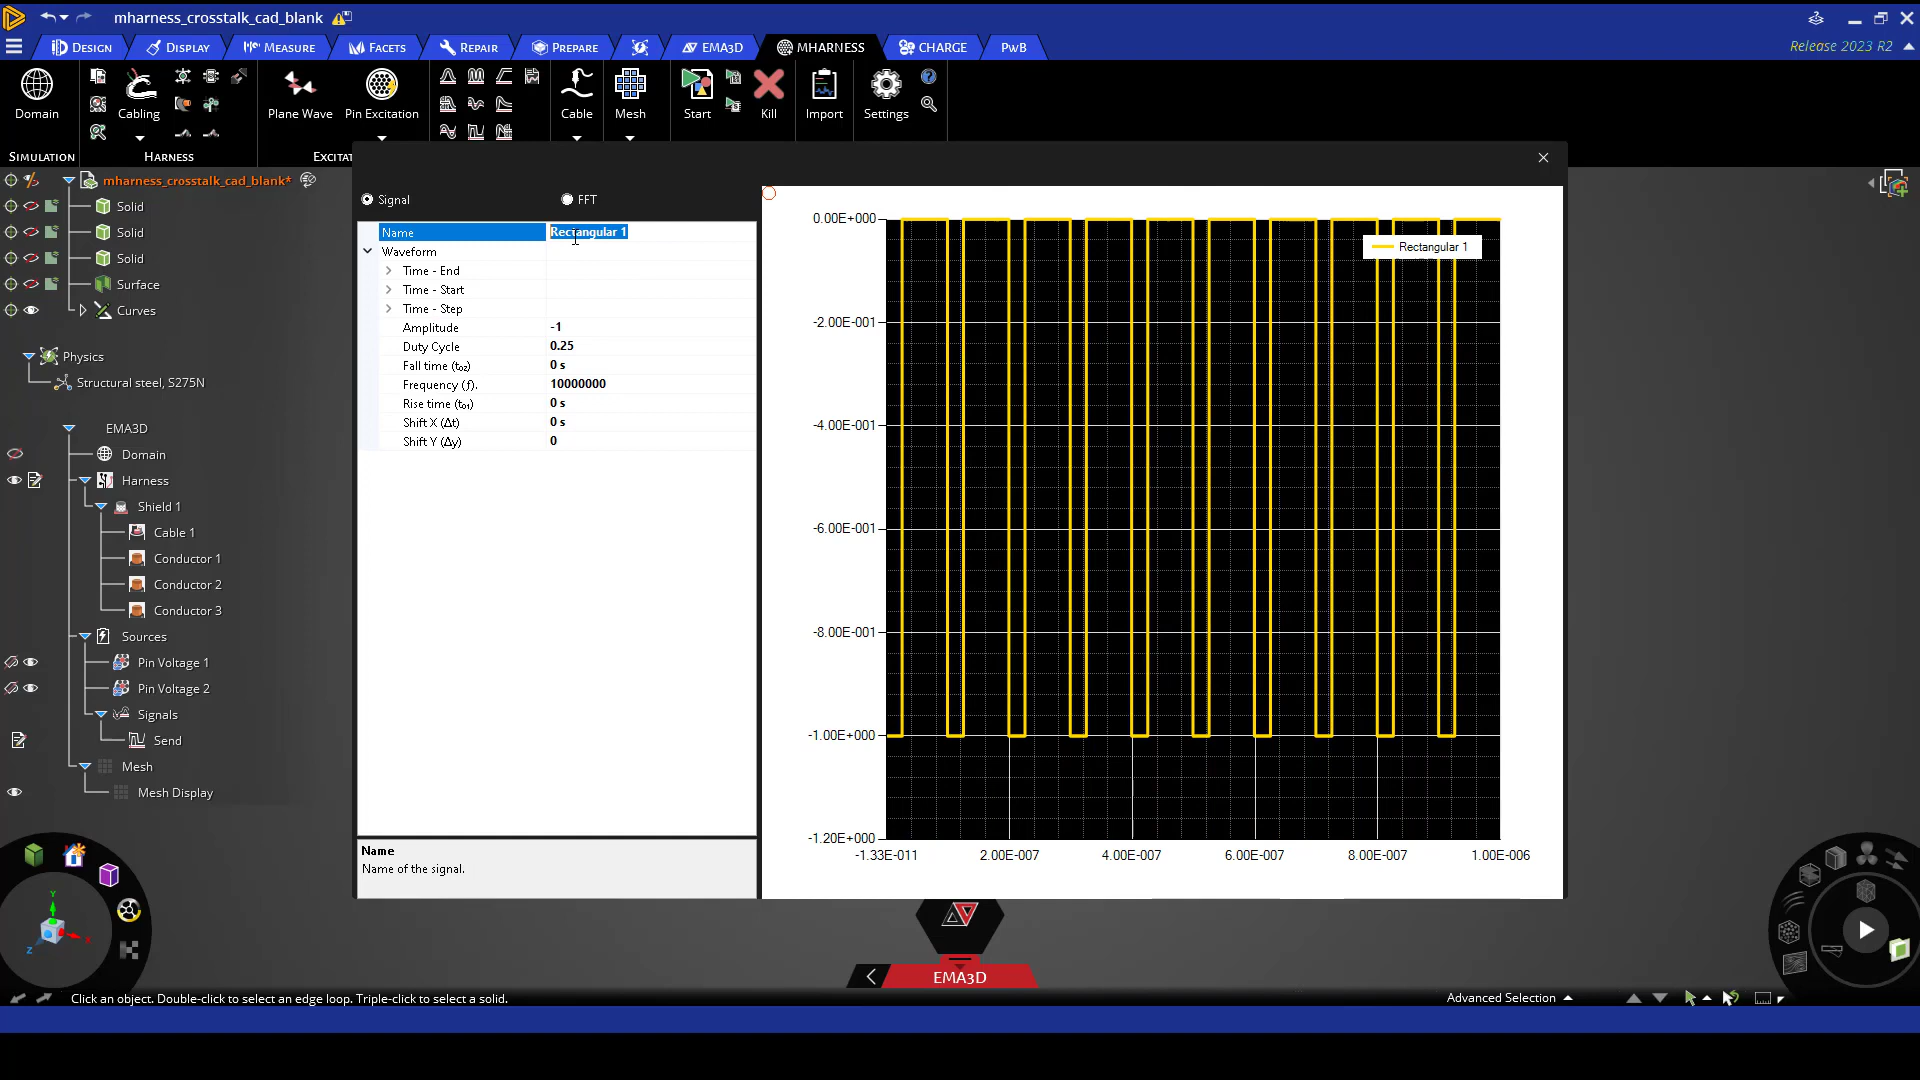 mharness_crosstalk_cad_blank
DESIGN
DISPLAY
MEASURE
FACETS
REPAIR
PREPARE
EMA3D
MHARNESS
CHARGE
PWB
Release 2023 R2
Domain
Cabling
Plane Wave
Pin Excitation
Cable
Mesh
Start
Kill
Import
Settings
SIMULATION
HARNESS
EXCITAT
mharness_crosstalk_cad_blank*
Solid
Solid
Solid
Surface
Curves
Physics
Structural steel, S275N
EMA3D
Domain
Harness
Shield 1
Cable 1
Conductor 1
Conductor 2
Conductor 3
Sources
Pin Voltage 1
Pin Voltage 2
Signals
Send
Mesh
Mesh Display
Signal
FFT
Name Rectangular 1
Waveform
Time - End
Time - Start
Time - Step
Amplitude -1
Duty Cycle 0.25
Fall time (t₀₂) 0 s
Frequency (ƒ). 10000000
Rise time (t₀₁) 0 s
Shift X (Δt) 0 s
Shift Y (Δy) 0
Name
Name of the signal.
Rectangular 1
0.00E+000
-2.00E-001
-4.00E-001
-6.00E-001
-8.00E-001
-1.00E+000
-1.20E+000
-1.33E-011 2.00E-007 4.00E-007 6.00E-007 8.00E-007 1.00E-006
Y
X
Z
EMA3D
Click an object. Double-click to select an edge loop. Triple-click to select a solid.
Advanced Selection